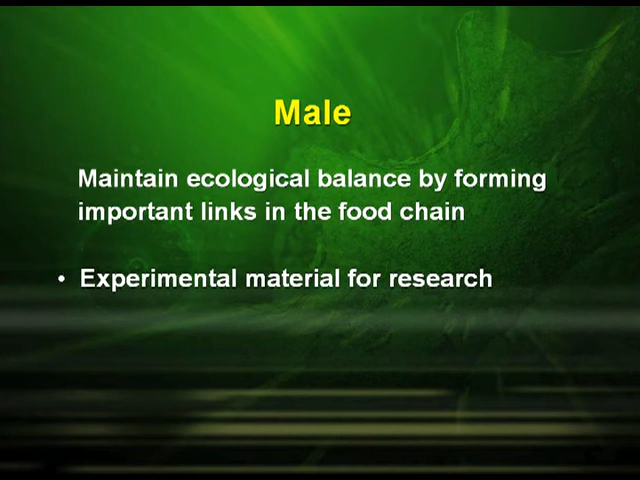 Male
Maintain ecological balance by forming
important links in the food chain
• Experimental material for research